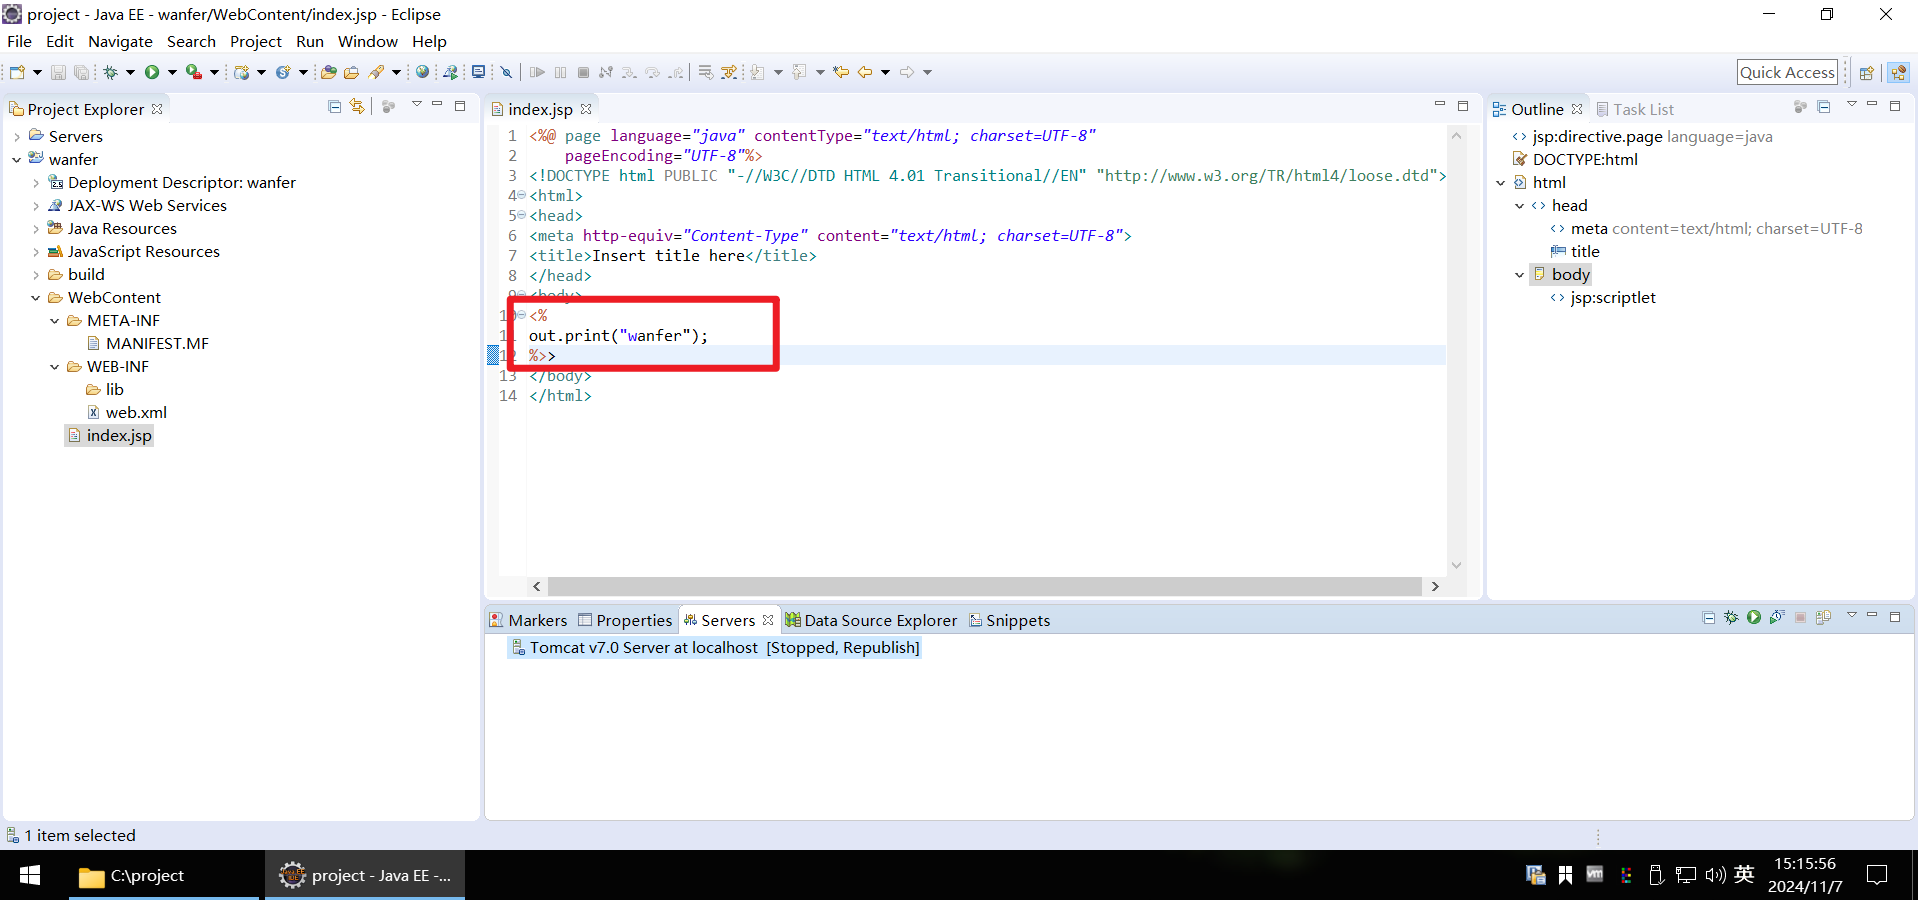 project - Java EE - wanfer/WebContent/index.jsp - Eclipse
File Edit Navigate Search Project Run Window Help
Quick Access
Project Explorer
Servers
wanfer
Deployment Descriptor: wanfer
JAX-WS Web Services
Java Resources
JavaScript Resources
build
WebContent
META-INF
MANIFEST.MF
WEB-INF
lib
web.xml
index.jsp
index.jsp
1 <%@ page language="java" contentType="text/html; charset=UTF-8"
2 pageEncoding="UTF-8"%>
3 <!DOCTYPE html PUBLIC "-//W3C//DTD HTML 4.01 Transitional//EN" "http://www.w3.org/TR/html4/loose.dtd">
4 <html>
5 <head>
6 <meta http-equiv="Content-Type" content="text/html; charset=UTF-8">
7 <title>Insert title here</title>
8 </head>
9 <body>
10 <%
11 out.print("wanfer");
12 %>>
13 </body>
14 </html>
Outline Task List
jsp:directive.page language=java
DOCTYPE:html
html
head
meta content=text/html; charset=UTF-8
title
body
jsp:scriptlet
Markers Properties Servers Data Source Explorer Snippets
Tomcat v7.0 Server at localhost [Stopped, Republish]
1 item selected
C:\project
project - Java EE -...
英
15:15:56
2024/11/7